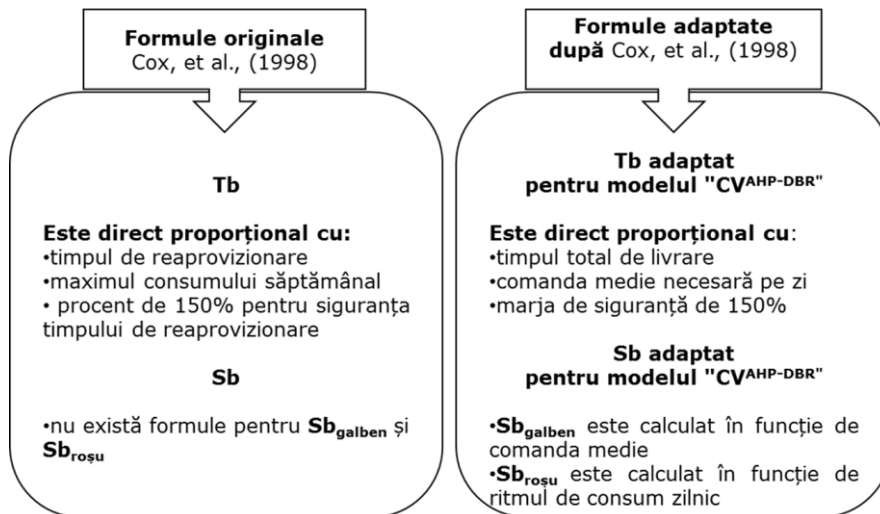 Formule originale
Cox, et al., (1998)
Tb
Este direct proporțional cu:
•timpul de reaprovizionare
•maximul consumului săptămânal
• procent de 150% pentru siguranța
timpului de reaprovizionare
Sb
•nu există formule pentru Sbgalben și
Sbroșu
Formule adaptate
după Cox, et al., (1998)
Tb adaptat
pentru modelul "CVAHP-DBR"
Este direct proporțional cu:
•timpul total de livrare
•comanda medie necesară pe zi
•marja de siguranță de 150%
Sb adaptat
pentru modelul "CVAHP-DBR"
•Sbgalben este calculat în funcție de
comanda medie
•Sbroșu este calculat în funcție de
ritmul de consum zilnic